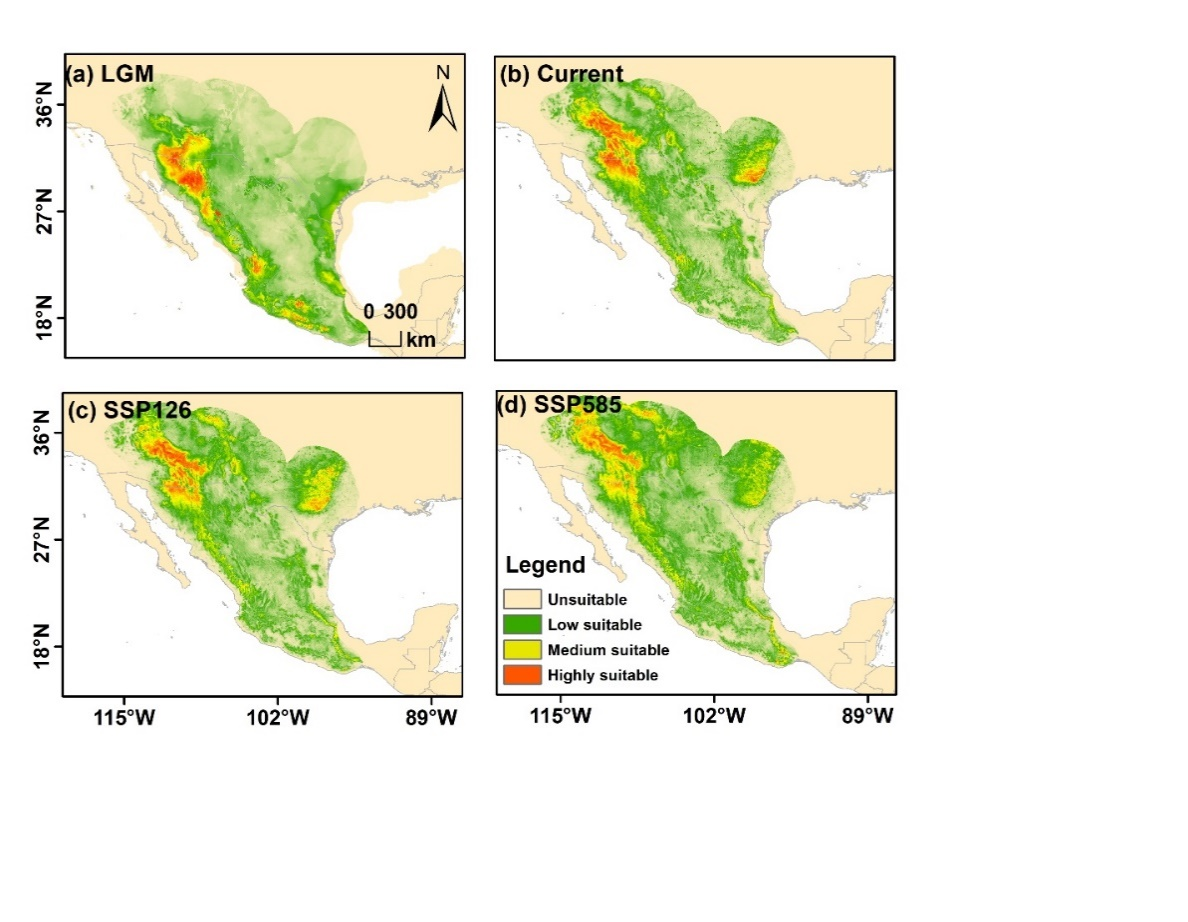 (a) LGM
N
(b) Current
36°N
27°N
18°N
0 300
km
(c) SSP126
(d) SSP585
36°N
27°N
18°N
Legend
Unsuitable
Low suitable
Medium suitable
Highly suitable
115°W 102°W 89°W
115°W 102°W 89°W